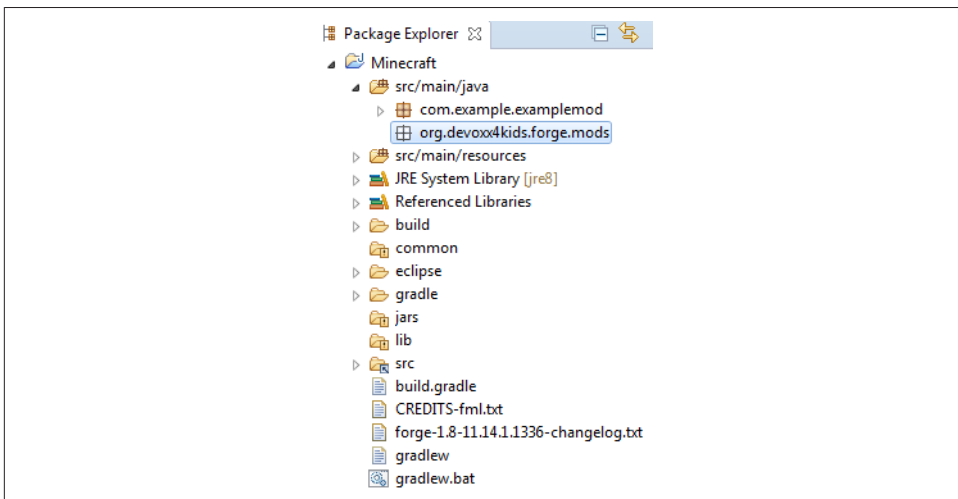 Package Explorer
Minecraft
src/main/java
com.example.examplemod
org.devoxx4kids.forge.mods
src/main/resources
JRE System Library [jre8]
Referenced Libraries
build
common
eclipse
gradle
jars
lib
src
build.gradle
CREDITS-fml.txt
forge-1.8-11.14.1.1336-changelog.txt
gradlew
gradlew.bat